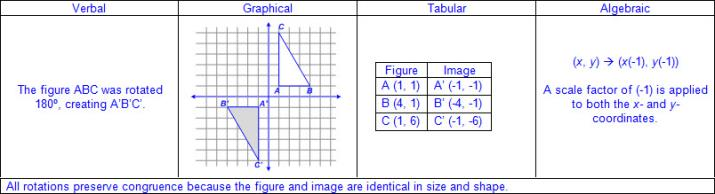 Verbal
Graphical
Tabular
Algebraic
The figure ABC was rotated
180º, creating A'B'C'.
C
A
B
B'
A'
C'
Figure Image
A (1, 1) A' (-1, -1)
B (4, 1) B' (-4, -1)
C (1, 6) C' (-1, -6)
(x, y) → (x(-1), y(-1))
A scale factor of (-1) is applied
to both the x- and y-
coordinates.
All rotations preserve congruence because the figure and image are identical in size and shape.